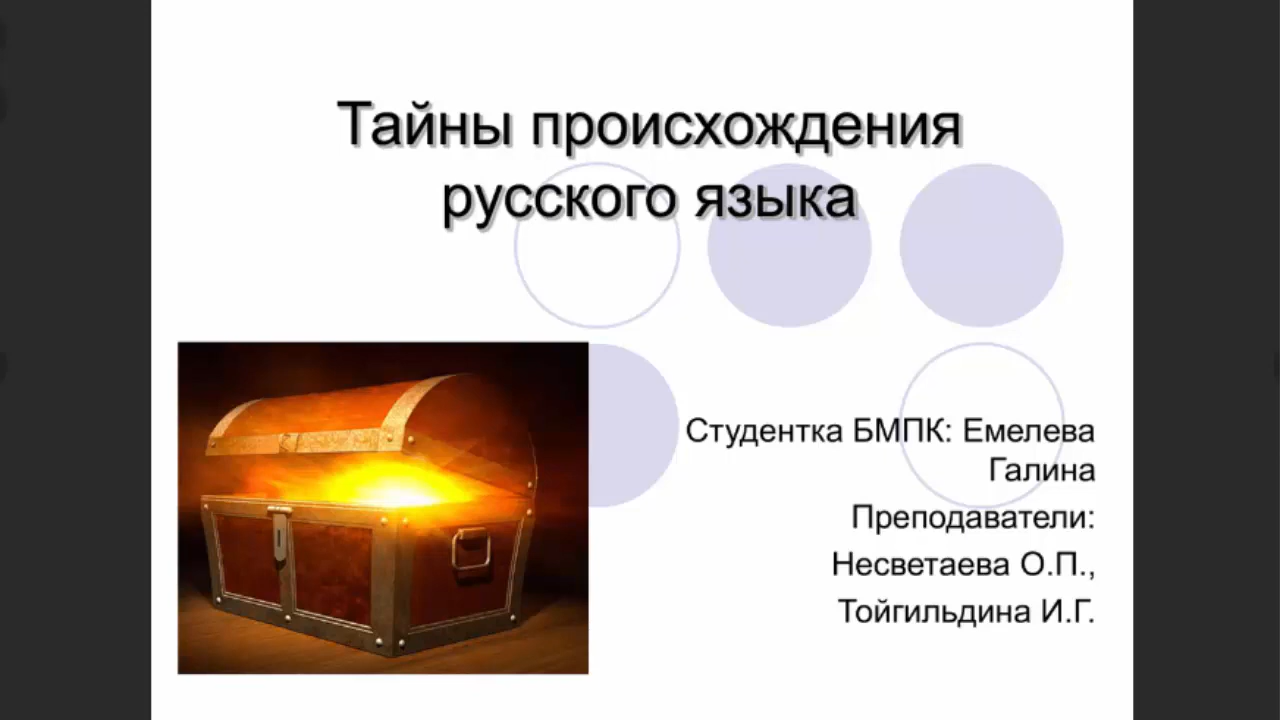 Тайны происхождения
русского языка
Студентка БМПК: Емелева
Галина
Преподаватели:
Несветаева О.П.,
Тойгильдина И.Г.